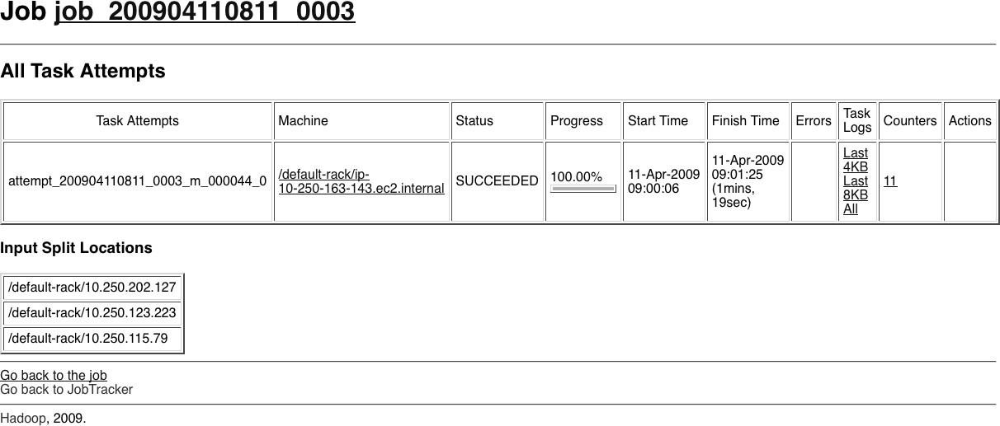 Job job_200904110811_0003
All Task Attempts
Task Attempts Machine Status Progress Start Time Finish Time Errors Task Logs Counters Actions
attempt_200904110811_0003_m_000044_0 /default-rack/ip-10-250-163-143.ec2.internal SUCCEEDED 100.00% 11-Apr-2009 09:00:06 11-Apr-2009 09:01:25 (1mins, 19sec) Last 4KB Last 8KB All 11
Input Split Locations
/default-rack/10.250.202.127
/default-rack/10.250.123.223
/default-rack/10.250.115.79
Go back to the job
Go back to JobTracker
Hadoop, 2009.